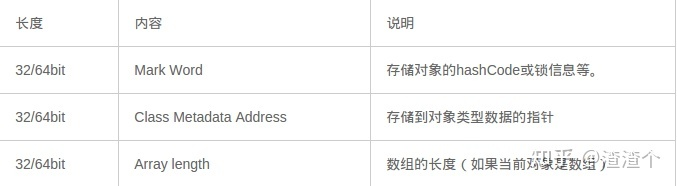 长度 内容 说明
32/64bit Mark Word 存储对象的hashCode或锁信息等。
32/64bit Class Metadata Address 存储到对象类型数据的指针
32/64bit Array length 数组的长度（如果当前对象是数组）
知乎 @渣渣个